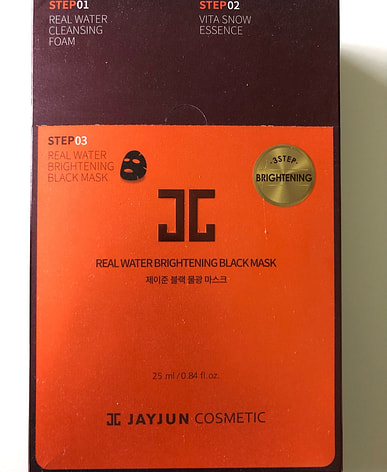 STEP01
REAL WATER
CLEANSING
FOAM
STEP02
VITA SNOW
ESSENCE
STEP03
REAL WATER
BRIGHTENING
BLACK MASK
·3STEP·
BRIGHTENING
REAL WATER BRIGHTENING BLACK MASK
제이준 블랙 물광 마스크
25 ml / 0.84 fl.oz.
JAYJUN COSMETIC